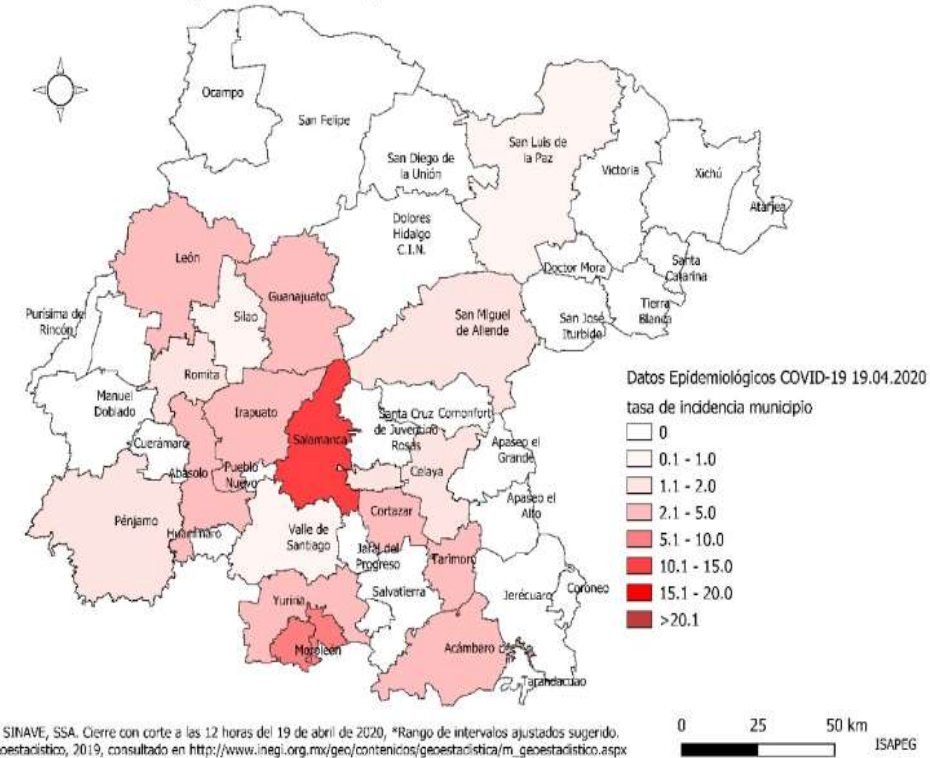 Ocampo
San Felipe
San Diego de
la Unión
San Luis de
la Paz
Victoria
Xichú
Atarjea
Dolores
Hidalgo
C.I.N.
León
Guanajuato
Silao
Doctor Mora
Santa
Catarina
Tierra
Blanca
San José
Iturbide
San Miguel
de Allende
Purísima de
Rincón
Romita
Manuel
Doblado
Irapuato
Salamanca
Santa Cruz
de Juventino
Rosas
Comonfort
Apaseo el
Grande
Cuerámaro
Abasolo
Pueblo
Nuevo
Celaya
Apaseo el
Alto
Pénjamo
Huanímaro
Valle de
Santiago
Cortazar
Jaral del
Progreso
Tarimoro
Salvatierra
Jerécuaro
Coroneo
Yuriria
Moroleón
Acámbaro
Tarandacuao
Datos Epidemiológicos COVID-19 19.04.2020
tasa de incidencia municipio
0
0.1 - 1.0
1.1 - 2.0
2.1 - 5.0
5.1 - 10.0
10.1 - 15.0
15.1 - 20.0
>20.1
0 25 50 km
ISAPEG
SINAVE, SSA. Cierre con corte a las 12 horas del 19 de abril de 2020, *Rango de intervalos ajustados sugerido.
oestadístico, 2019, consultado en http://www.inegi.org.mx/geo/contenidos/geoestadistica/m_geoestadistico.aspx